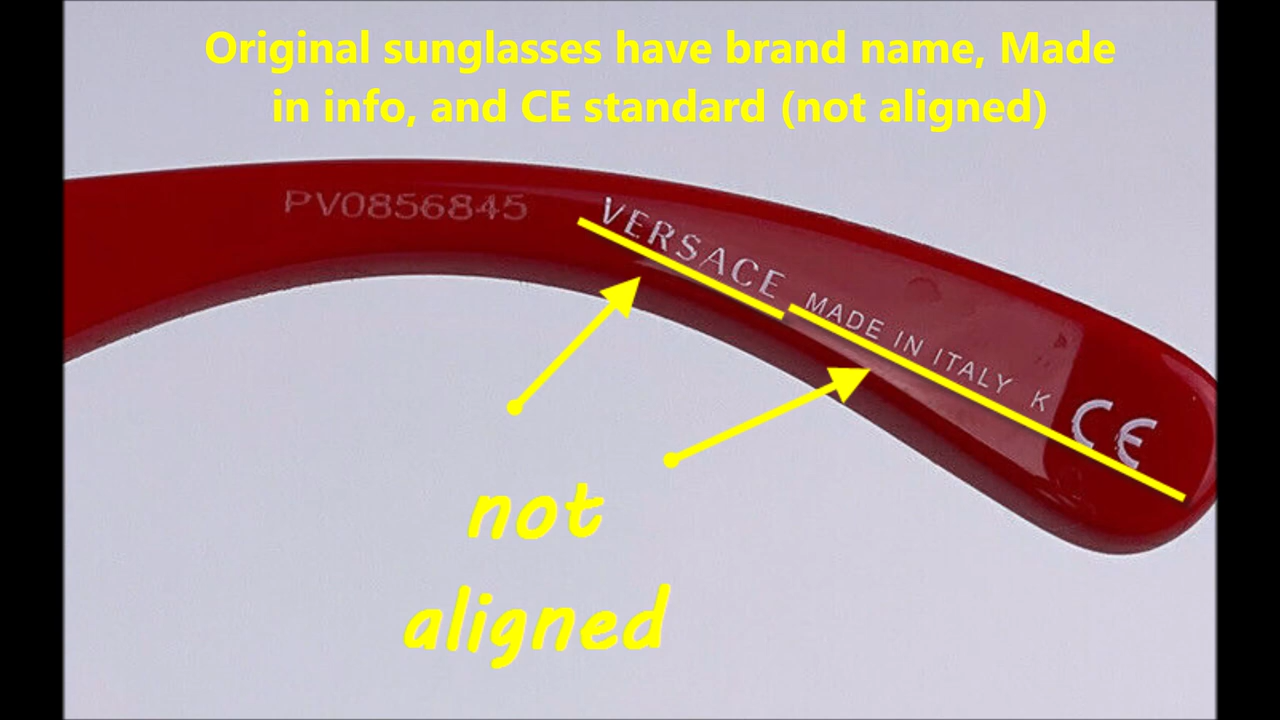 Original sunglasses have brand name, Made
in info, and CE standard (not aligned)
PV0856845
VERSACE
MADE IN ITALY K CE
not
aligned